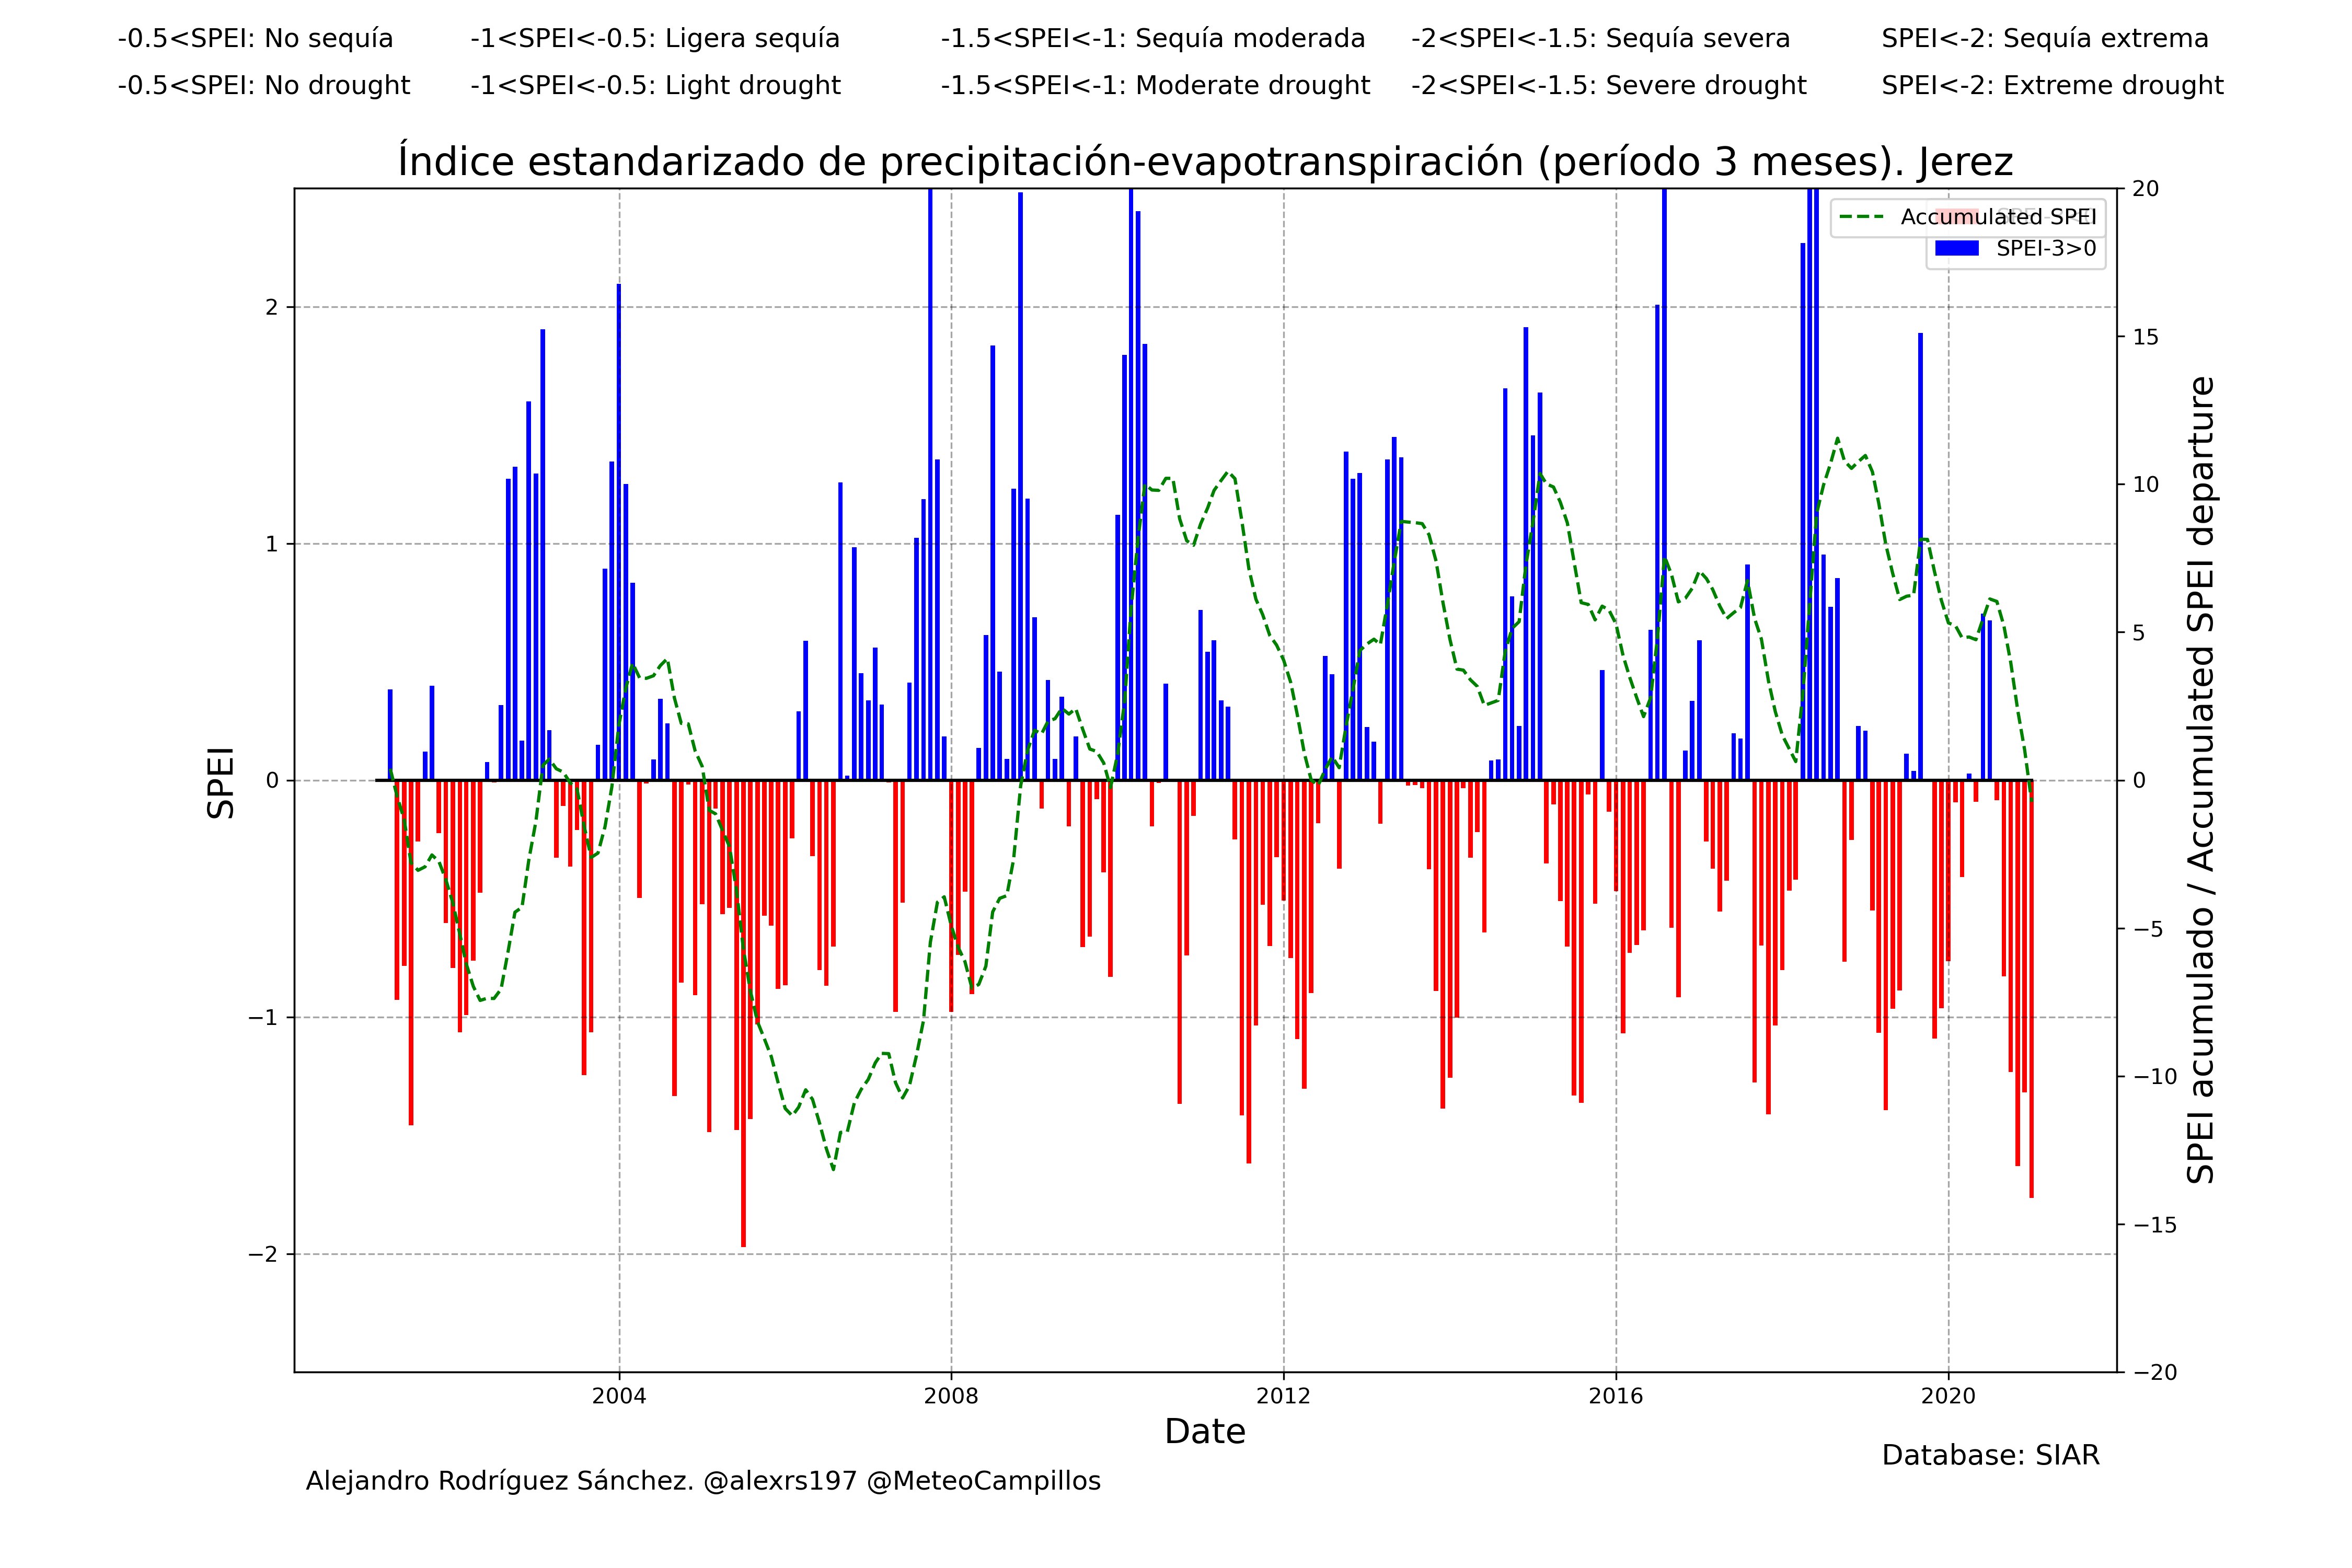 -0.5<SPEI: No sequía -1<SPEI<-0.5: Ligera sequía -1.5<SPEI<-1: Sequía moderada -2<SPEI<-1.5: Sequía severa SPEI<-2: Sequía extrema
-0.5<SPEI: No drought -1<SPEI<-0.5: Light drought -1.5<SPEI<-1: Moderate drought -2<SPEI<-1.5: Severe drought SPEI<-2: Extreme drought
Índice estandarizado de precipitación-evapotranspiración (período 3 meses). Jerez
Accumulated SPEI
SPEI-3>0
SPEI
2
1
0
−1
−2
20
15
10
5
0
−5
−10
−15
−20
SPEI acumulado / Accumulated SPEI departure
2004 2008 2012 2016 2020
Date
Database: SIAR
Alejandro Rodríguez Sánchez. @alexrs197 @MeteoCampillos